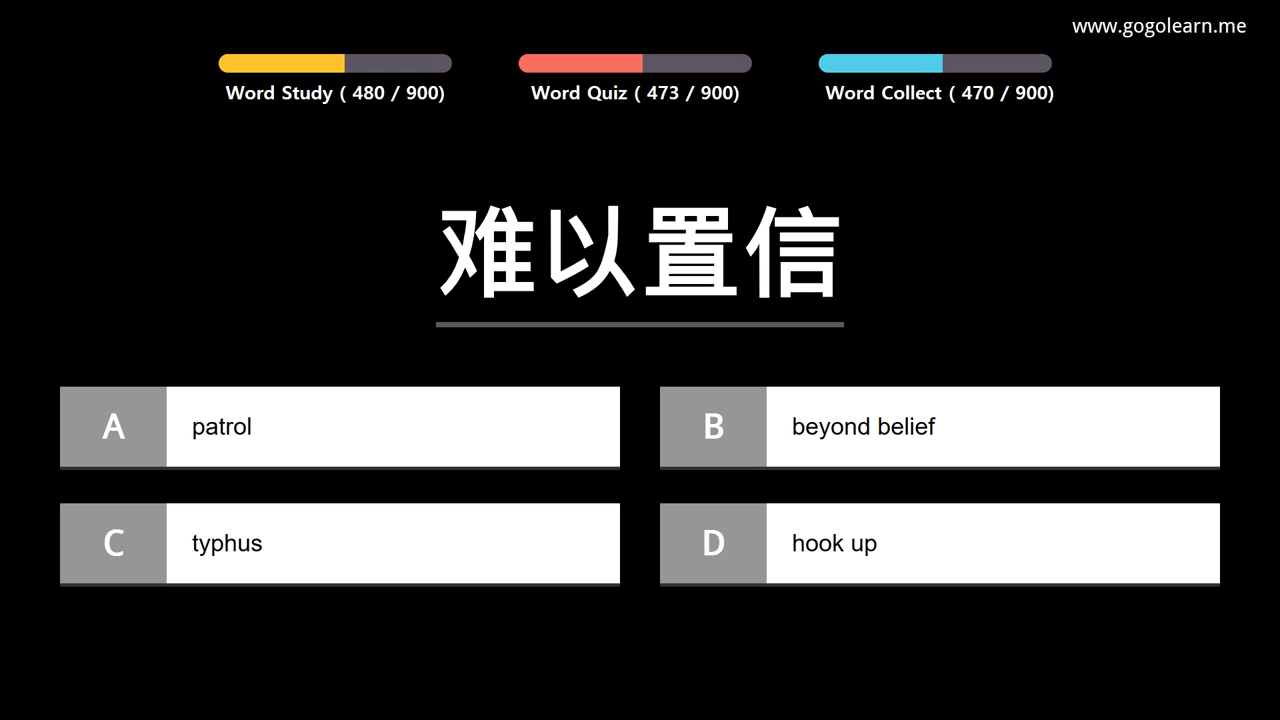 www.gogolearn.me
Word Study ( 480 / 900)
Word Quiz ( 473 / 900)
Word Collect ( 470 / 900)
难以置信
A patrol
B beyond belief
C typhus
D hook up